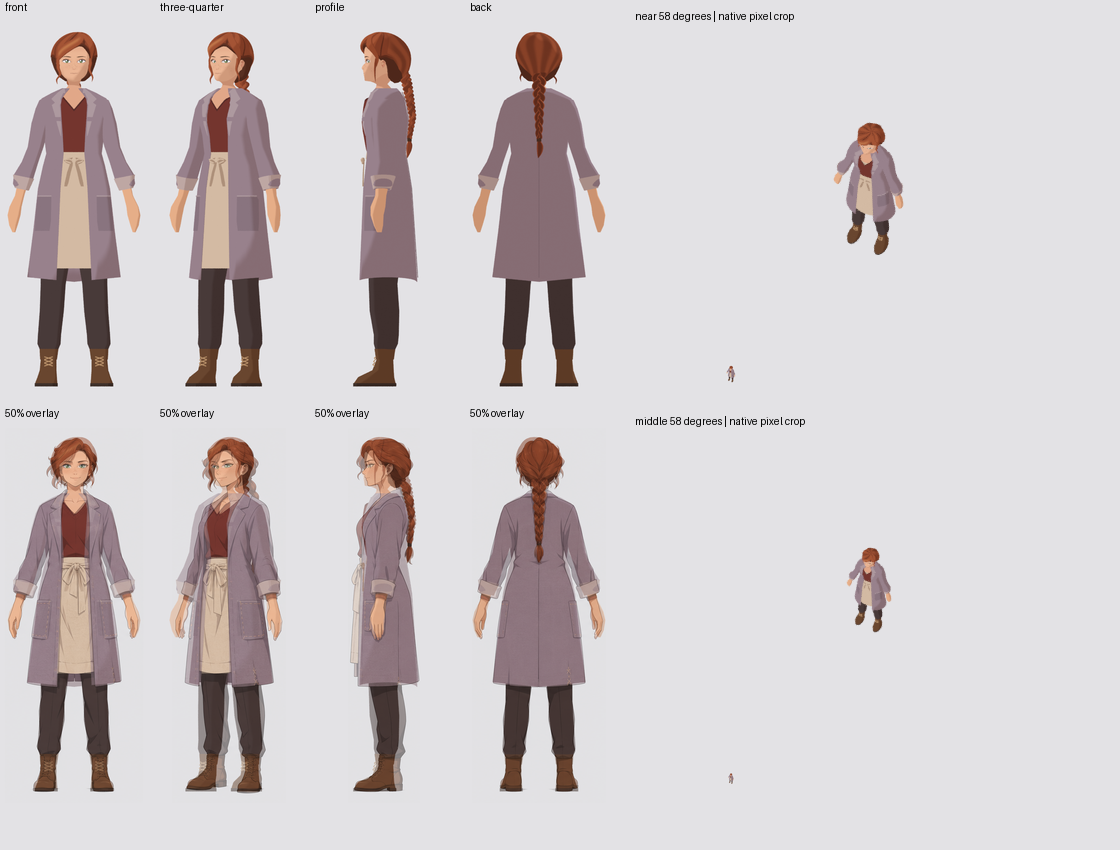 front
three-quarter
profile
back
near 58 degrees | native pixel crop
50% overlay
50% overlay
50% overlay
50% overlay
middle 58 degrees | native pixel crop